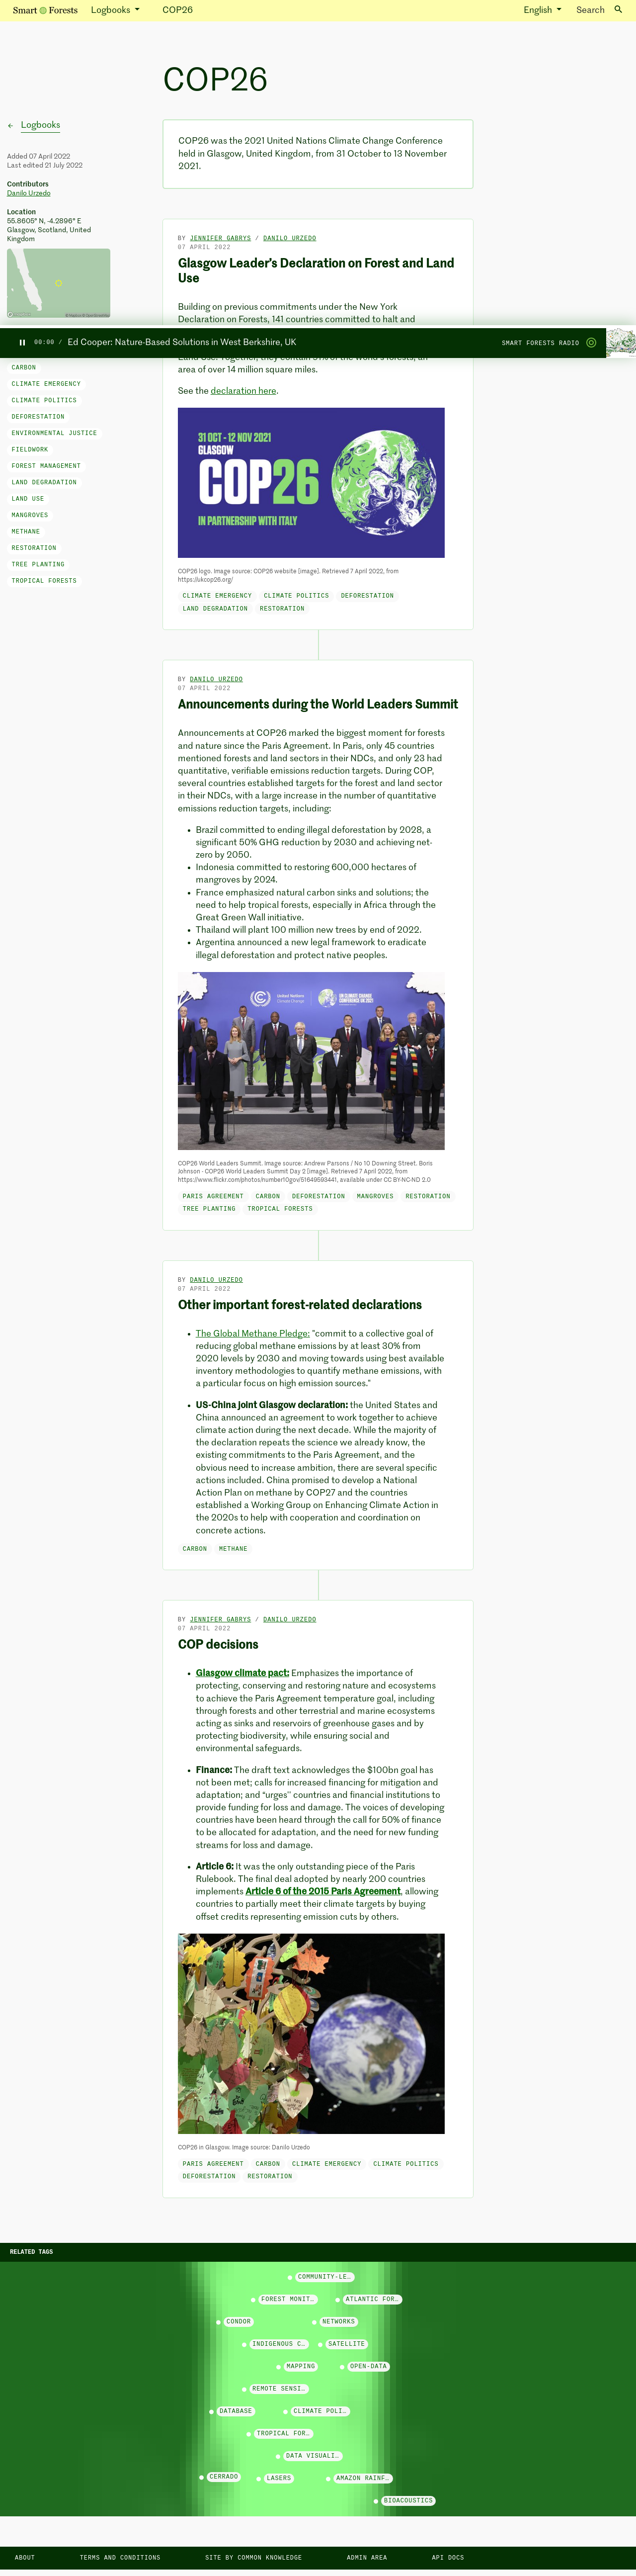 Smart Forests
Logbooks
COP26
English
Search
COP26
Logbooks
Added 07 April 2022
Last edited 21 July 2022
Contributors
Danilo Urzedo
Location
55.8605° N, -4.2896° E
Glasgow, Scotland, United
Kingdom
COP26 was the 2021 United Nations Climate Change Conference
held in Glasgow, United Kingdom, from 31 October to 13 November
2021.
BY JENNIFER GABRYS / DANILO URZEDO
07 APRIL 2022
Glasgow Leader's Declaration on Forest and Land
Use
Building on previous commitments under the New York
Declaration on Forests, 141 countries committed to halt and
00:00 / Ed Cooper: Nature-Based Solutions in West Berkshire, UK
SMART FORESTS RADIO
area of over 14 million square miles.
See the declaration here.
CARBON
CLIMATE EMERGENCY
CLIMATE POLITICS
DEFORESTATION
ENVIRONMENTAL JUSTICE
FIELDWORK
FOREST MANAGEMENT
LAND DEGRADATION
LAND USE
MANGROVES
METHANE
RESTORATION
TREE PLANTING
TROPICAL FORESTS
31 OCT - 12 NOV 2021
GLASGOW
COP26
IN PARTNERSHIP WITH ITALY
COP26 logo. Image source: COP26 website [image]. Retrieved 7 April 2022, from
https://ukcop26.org/
CLIMATE EMERGENCY CLIMATE POLITICS DEFORESTATION
LAND DEGRADATION RESTORATION
BY DANILO URZEDO
07 APRIL 2022
Announcements during the World Leaders Summit
Announcements at COP26 marked the biggest moment for forests
and nature since the Paris Agreement. In Paris, only 45 countries
mentioned forests and land sectors in their NDCs, and only 23 had
quantitative, verifiable emissions reduction targets. During COP,
several countries established targets for the forest and land sector
in their NDCs, with a large increase in the number of quantitative
emissions reduction targets, including:
Brazil committed to ending illegal deforestation by 2028, a
significant 50% GHG reduction by 2030 and achieving net-
zero by 2050.
Indonesia committed to restoring 600,000 hectares of
mangroves by 2024.
France emphasized natural carbon sinks and solutions; the
need to help tropical forests, especially in Africa through the
Great Green Wall initiative.
Thailand will plant 100 million new trees by end of 2022.
Argentina announced a new legal framework to eradicate
illegal deforestation and protect native peoples.
COP26 World Leaders Summit. Image source: Andrew Parsons / No 10 Downing Street. Boris
Johnson - COP26 World Leaders Summit Day 2 [image]. Retrieved 7 April 2022, from
https://www.flickr.com/photos/number10gov/51649593441, available under CC BY-NC-ND 2.0
PARIS AGREEMENT CARBON DEFORESTATION MANGROVES RESTORATION
TREE PLANTING TROPICAL FORESTS
BY DANILO URZEDO
07 APRIL 2022
Other important forest-related declarations
The Global Methane Pledge: "commit to a collective goal of
reducing global methane emissions by at least 30% from
2020 levels by 2030 and moving towards using best available
inventory methodologies to quantify methane emissions, with
a particular focus on high emission sources."
US-China joint Glasgow declaration: the United States and
China announced an agreement to work together to achieve
climate action during the next decade. While the majority of
the declaration repeats the science we already know, the
existing commitments to the Paris Agreement, and the
obvious need to increase ambition, there are several specific
actions included. China promised to develop a National
Action Plan on methane by COP27 and the countries
established a Working Group on Enhancing Climate Action in
the 2020s to help with cooperation and coordination on
concrete actions.
CARBON METHANE
BY JENNIFER GABRYS / DANILO URZEDO
07 APRIL 2022
COP decisions
Glasgow climate pact: Emphasizes the importance of
protecting, conserving and restoring nature and ecosystems
to achieve the Paris Agreement temperature goal, including
through forests and other terrestrial and marine ecosystems
acting as sinks and reservoirs of greenhouse gases and by
protecting biodiversity, while ensuring social and
environmental safeguards.
Finance: The draft text acknowledges the $100bn goal has
not been met; calls for increased financing for mitigation and
adaptation; and "urges" countries and financial institutions to
provide funding for loss and damage. The voices of developing
countries have been heard through the call for 50% of finance
to be allocated for adaptation, and the need for new funding
streams for loss and damage.
Article 6: It was the only outstanding piece of the Paris
Rulebook. The final deal adopted by nearly 200 countries
implements Article 6 of the 2015 Paris Agreement, allowing
countries to partially meet their climate targets by buying
offset credits representing emission cuts by others.
COP26 in Glasgow. Image source: Danilo Urzedo
PARIS AGREEMENT CARBON CLIMATE EMERGENCY CLIMATE POLITICS
DEFORESTATION RESTORATION
RELATED TAGS
COMMUNITY-LE…
FOREST MONIT… ATLANTIC FOR…
CONDOR NETWORKS
INDIGENOUS C… SATELLITE
MAPPING OPEN-DATA
REMOTE SENSI…
DATABASE CLIMATE POLI…
TROPICAL FOR…
DATA VISUALI…
CERRADO LASERS AMAZON RAINF…
BIOACOUSTICS
ABOUT TERMS AND CONDITIONS SITE BY COMMON KNOWLEDGE ADMIN AREA API DOCS